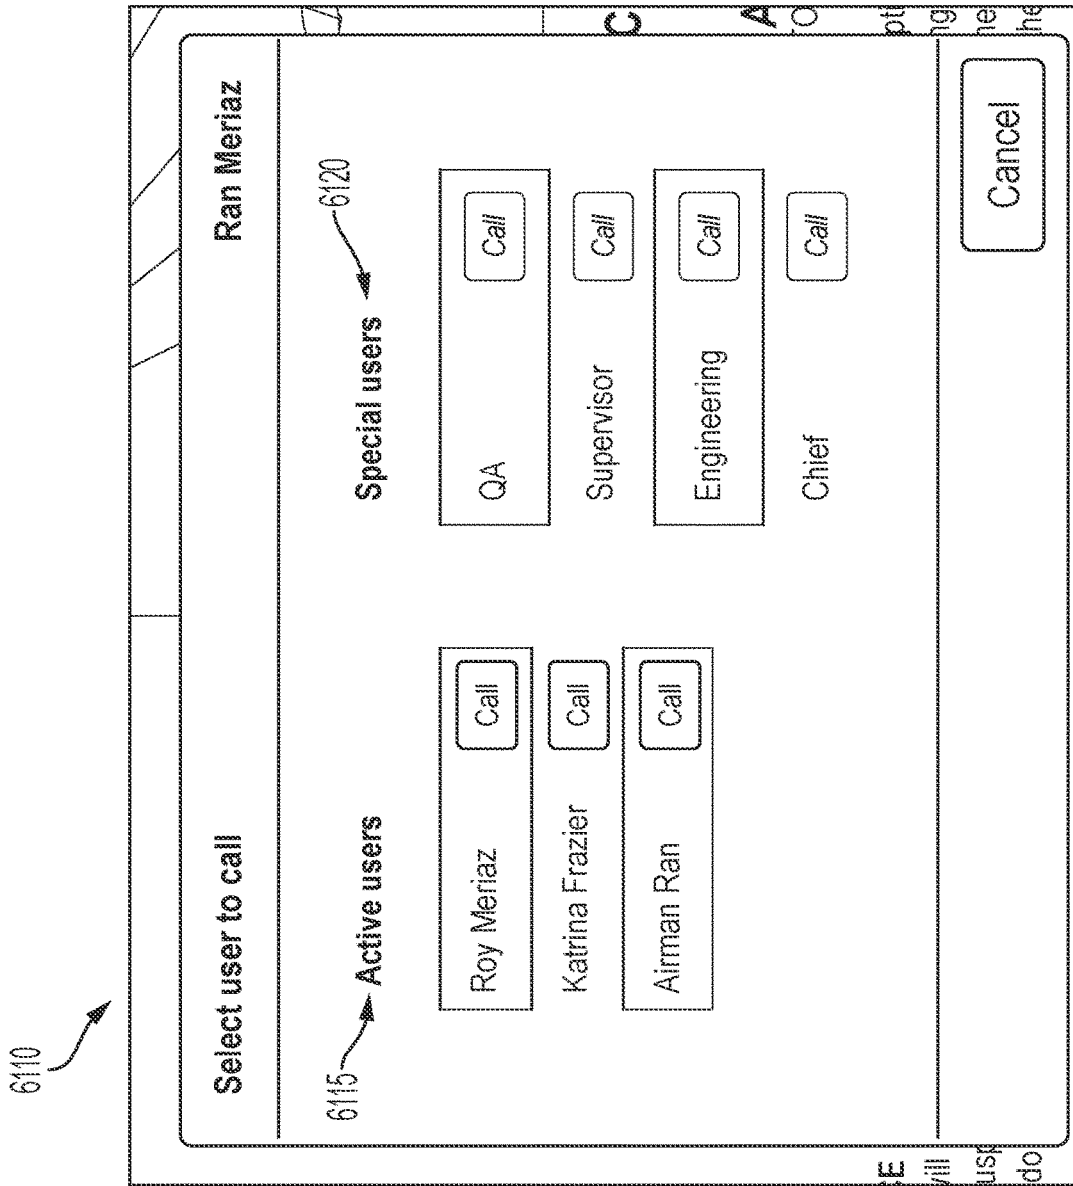 6110
Select user to call Ran Meriaz
6115 Active users
Roy Meriaz Call
Katrina Frazier Call
Airman Ran Call
6120
Special users
QA Call
Supervisor Call
Engineering Call
Chief Call
Cancel
C
A